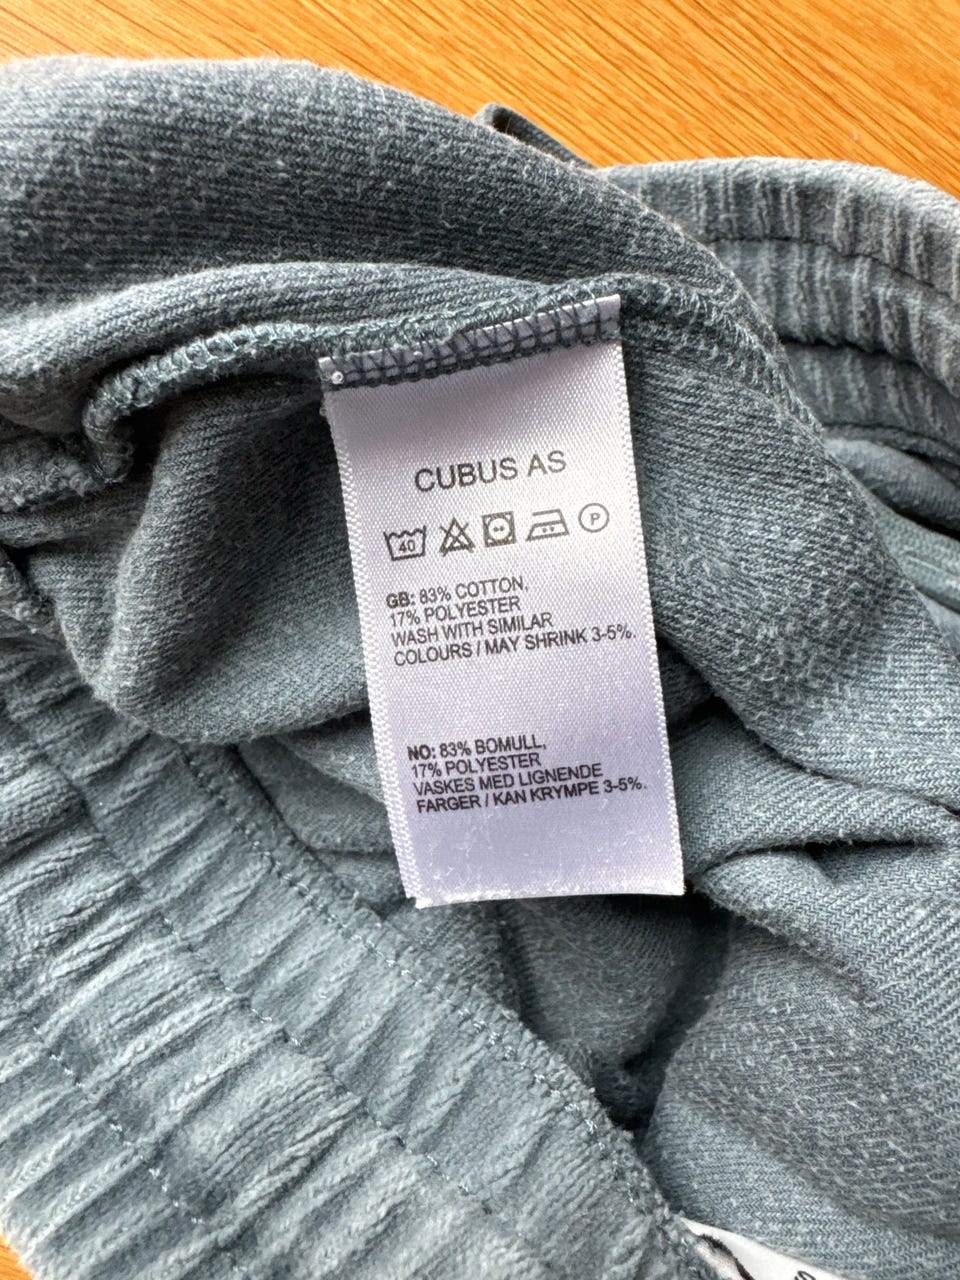 CUBUS AS
40 P
GB: 83% COTTON,
17% POLYESTER
WASH WITH SIMILAR
COLOURS / MAY SHRINK 3-5%.
NO: 83% BOMULL,
17% POLYESTER
VASKES MED LIGNENDE
FARGER / KAN KRYMPE 3-5%.